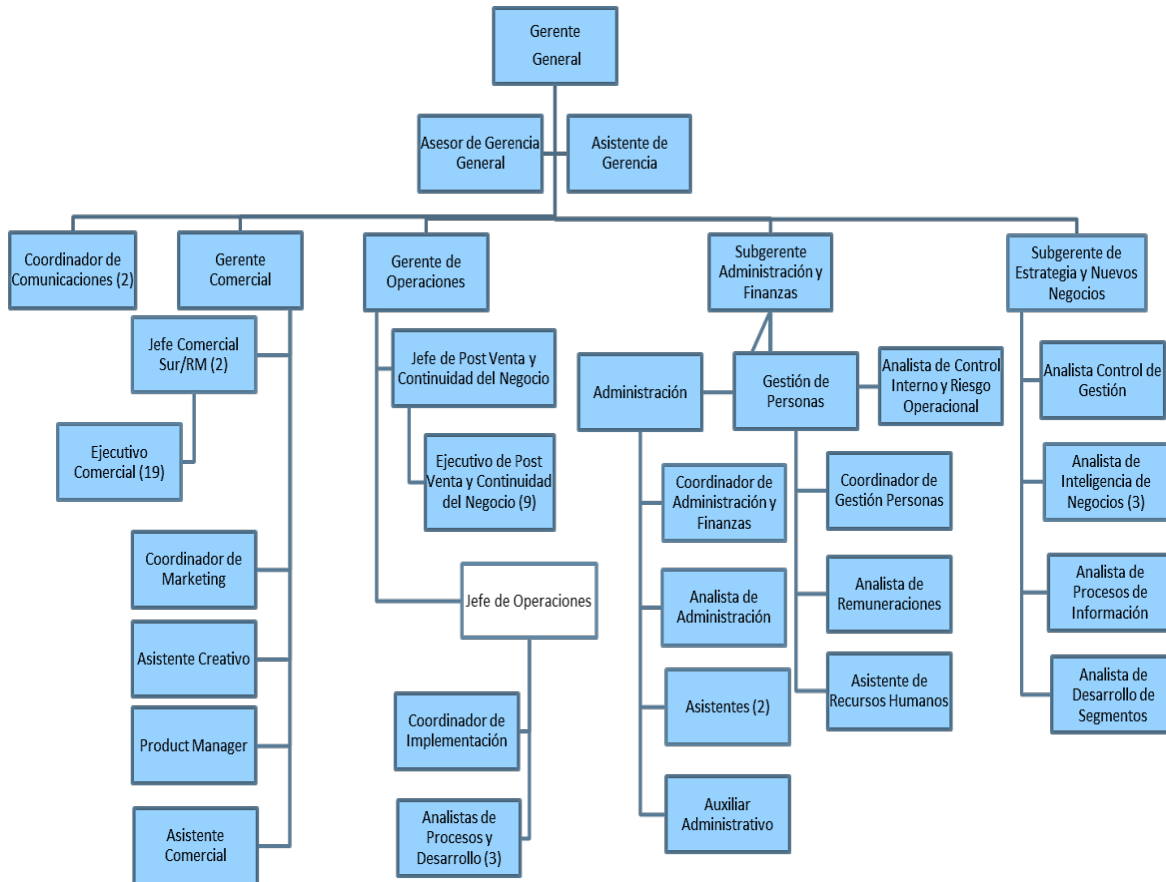 Gerente
General
Asesor de Gerencia
General
Asistente de
Gerencia
Coordinador de
Comunicaciones (2)
Gerente
Comercial
Gerente de
Operaciones
Subgerente
Administración y
Finanzas
Subgerente de
Estrategia y Nuevos
Negocios
Jefe Comercial
Sur/RM (2)
Ejecutivo
Comercial (19)
Coordinador de
Marketing
Asistente Creativo
Product Manager
Asistente
Comercial
Jefe de Post Venta y
Continuidad del Negocio
Ejecutivo de Post
Venta y Continuidad
del Negocio (9)
Jefe de Operaciones
Coordinador de
Implementación
Analistas de
Procesos y
Desarrollo (3)
Administración
Gestión de
Personas
Analista de Control
Interno y Riesgo
Operacional
Coordinador de
Administración y
Finanzas
Analista de
Administración
Asistentes (2)
Auxiliar
Administrativo
Coordinador de
Gestión Personas
Analista de
Remuneraciones
Asistente de
Recursos Humanos
Analista Control de
Gestión
Analista de
Inteligencia de
Negocios (3)
Analista de
Procesos de
Información
Analista de
Desarrollo de
Segmentos